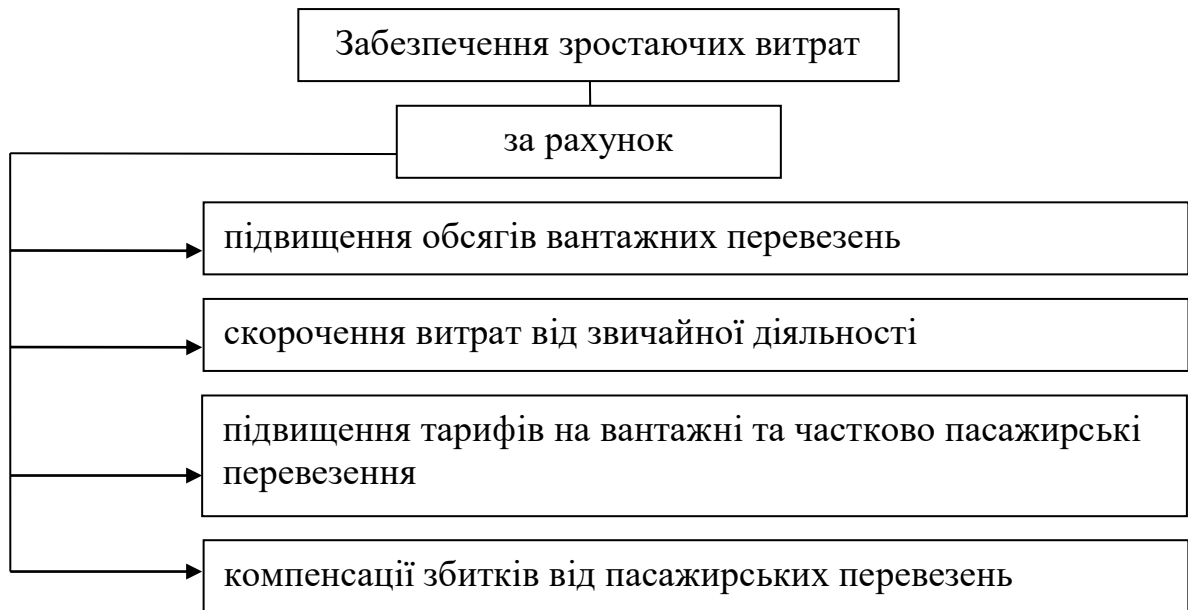 Забезпечення зростаючих витрат
за рахунок
підвищення обсягів вантажних перевезень
скорочення витрат від звичайної діяльності
підвищення тарифів на вантажні та частково пасажирські
перевезення
компенсації збитків від пасажирських перевезень